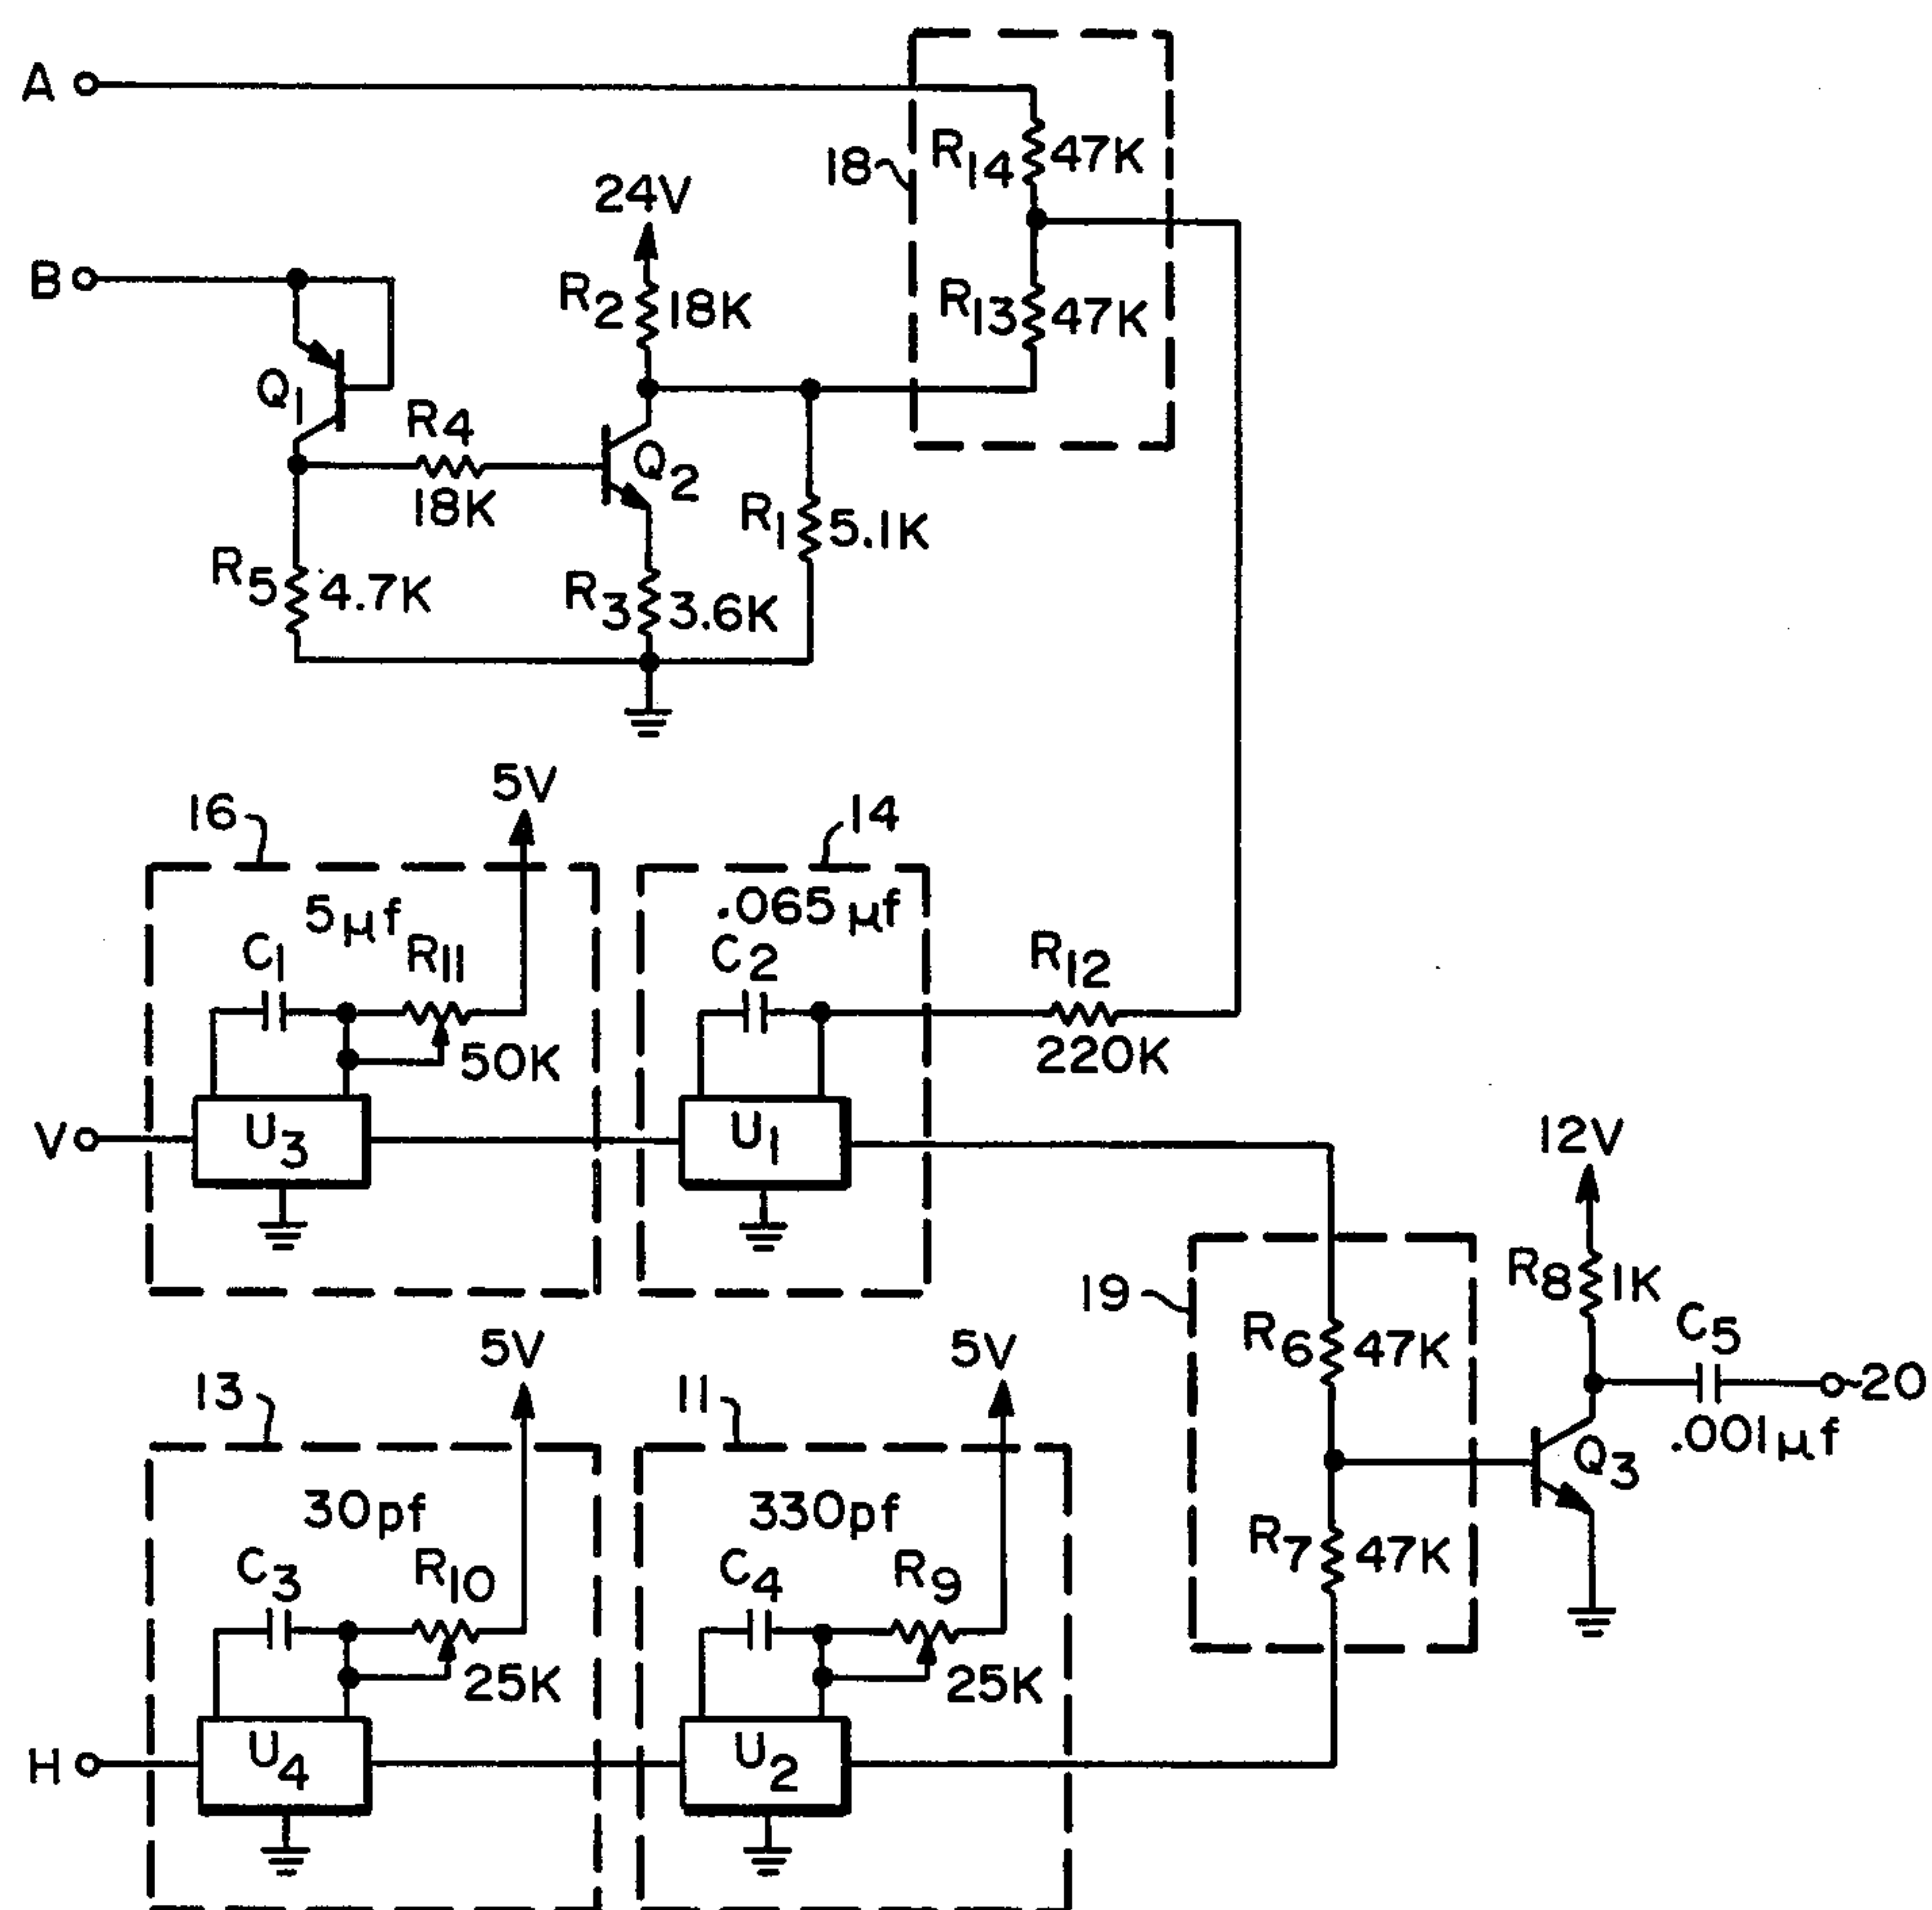 A
18
R14 47K
24V
B
R2 18K
R13 47K
Q1
R4
18K
Q2
R1 5.1K
R5 4.7K
R3 3.6K
16
5V
14
5μf
.065μf
C1
R11
C2
R12
50K
220K
V
U3
U1
12V
19
R8 1K
R6 47K
C5
20
.001μf
Q3
13
5V
11
5V
30pf
330pf
R7 47K
C3
R10
C4
R9
25K
25K
H
U4
U2